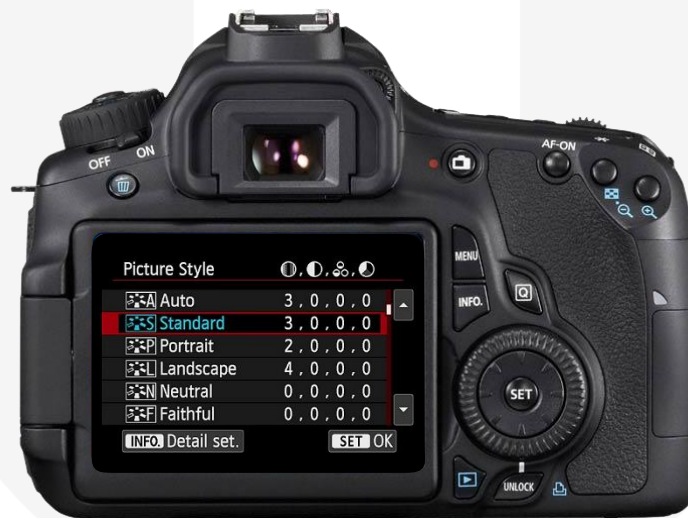 OFF ON
AF-ON
MENU
INFO.
Q
SET
UNLOCK
Picture Style
A Auto 3 , 0 , 0 , 0
S Standard 3 , 0 , 0 , 0
P Portrait 2 , 0 , 0 , 0
L Landscape 4 , 0 , 0 , 0
N Neutral 0 , 0 , 0 , 0
F Faithful 0 , 0 , 0 , 0
INFO. Detail set. SET OK